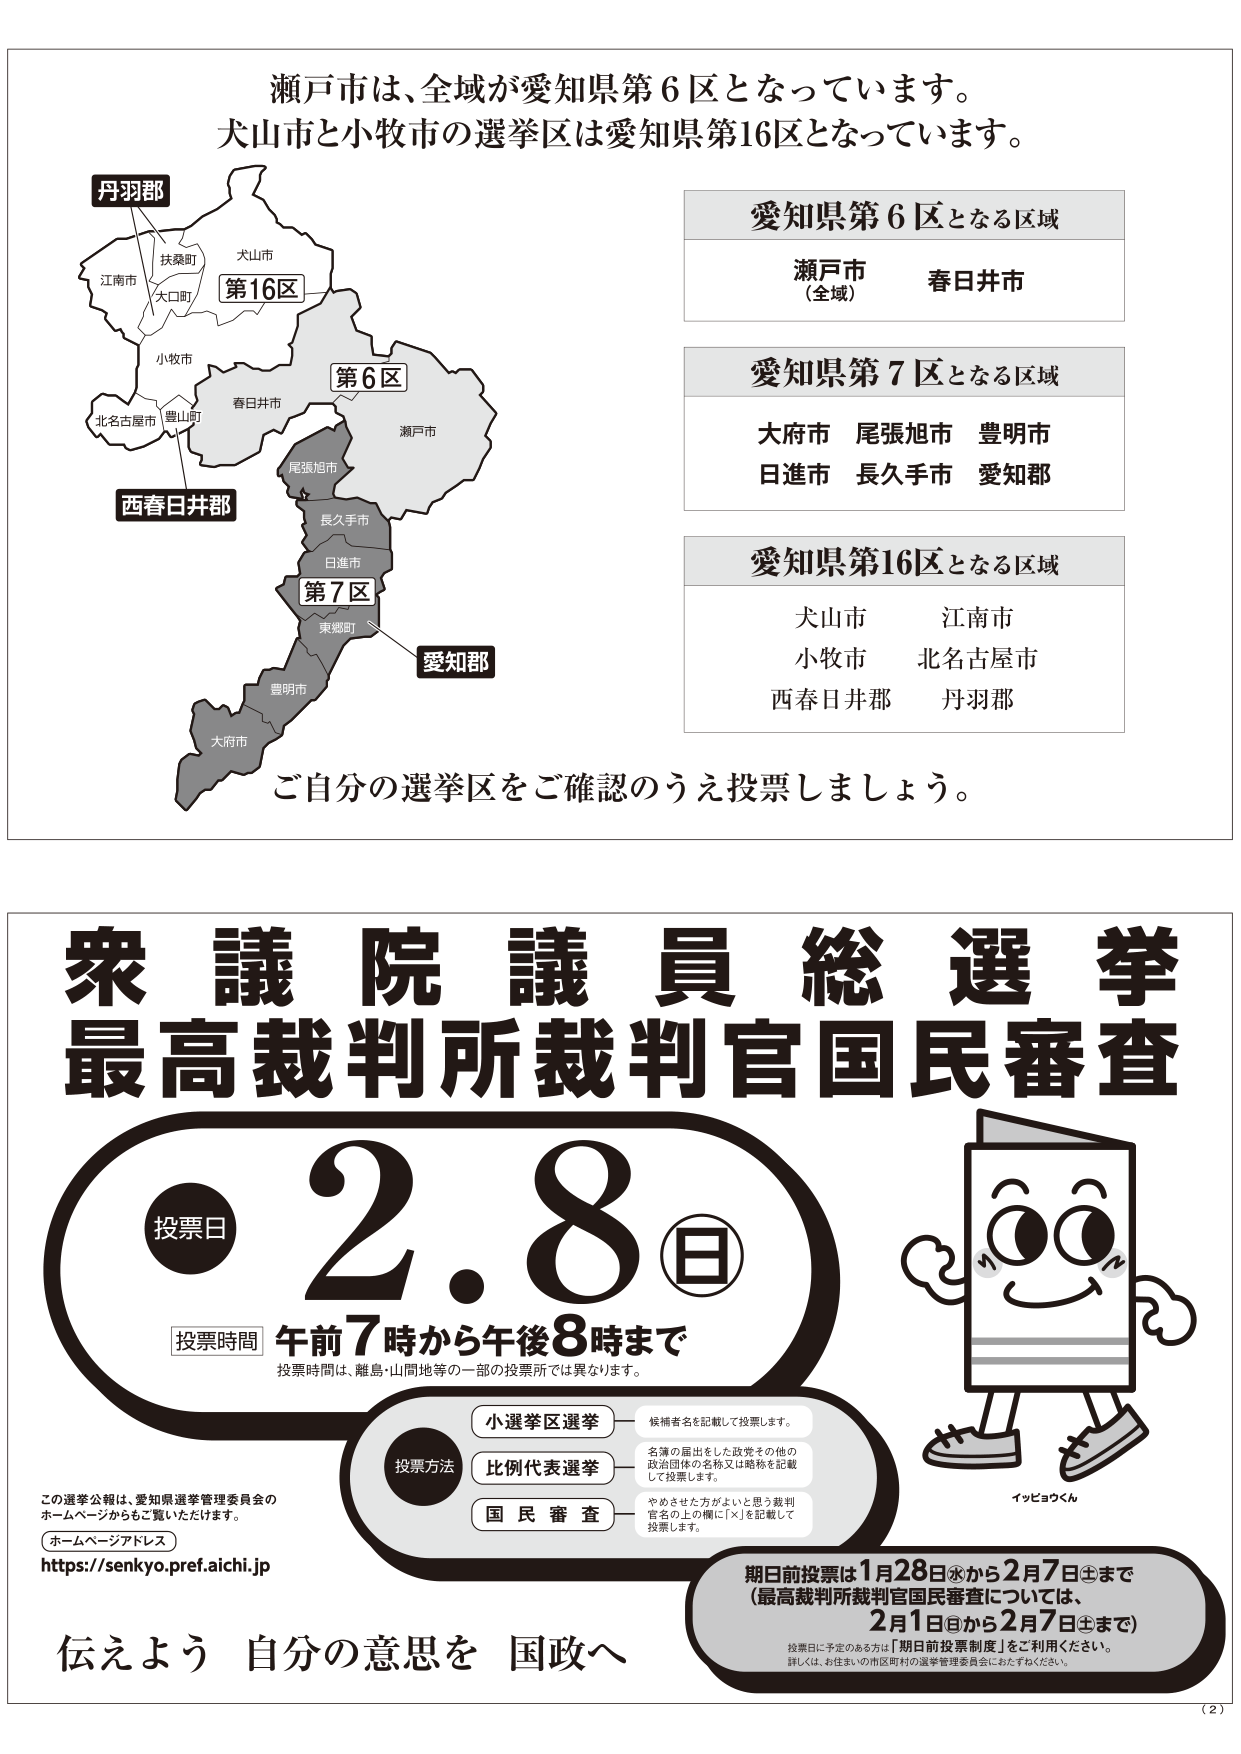 瀬戸市は、全域が愛知県第６区となっています。
犬山市と小牧市の選挙区は愛知県第16区となっています。
丹羽郡
扶桑町
犬山市
江南市
大口町
第16区
小牧市
第６区
春日井市
北名古屋市
豊山町
瀬戸市
尾張旭市
西春日井郡
長久手市
日進市
第７区
東郷町
愛知郡
豊明市
大府市
愛知県第６区となる区域
瀬戸市 春日井市
（全域）
愛知県第７区となる区域
大府市 尾張旭市 豊明市
日進市 長久手市 愛知郡
愛知県第16区となる区域
犬山市 江南市
小牧市 北名古屋市
西春日井郡 丹羽郡
ご自分の選挙区をご確認のうえ投票しましょう。
衆議院議員総選挙
最高裁判所裁判官国民審査
投票日
2.8㊐
投票時間 午前7時から午後8時まで
投票時間は、離島・山間地等の一部の投票所では異なります。
投票方法
小選挙区選挙
候補者名を記載して投票します。
比例代表選挙
名簿の届出をした政党その他の
政治団体の名称又は略称を記載
して投票します。
国民審査
やめさせた方がよいと思う裁判
官名の上の欄に「×」を記載して
投票します。
イッピョウくん
この選挙公報は、愛知県選挙管理委員会の
ホームページからもご覧いただけます。
ホームページアドレス
https://senkyo.pref.aichi.jp
期日前投票は1月28日㊌から2月7日㊏まで
（最高裁判所裁判官国民審査については、
2月1日㊐から2月7日㊏まで）
投票日に予定のある方は「期日前投票制度」をご利用ください。
詳しくは、お住まいの市区町村の選挙管理委員会におたずねください。
伝えよう 自分の意思を 国政へ
（2）